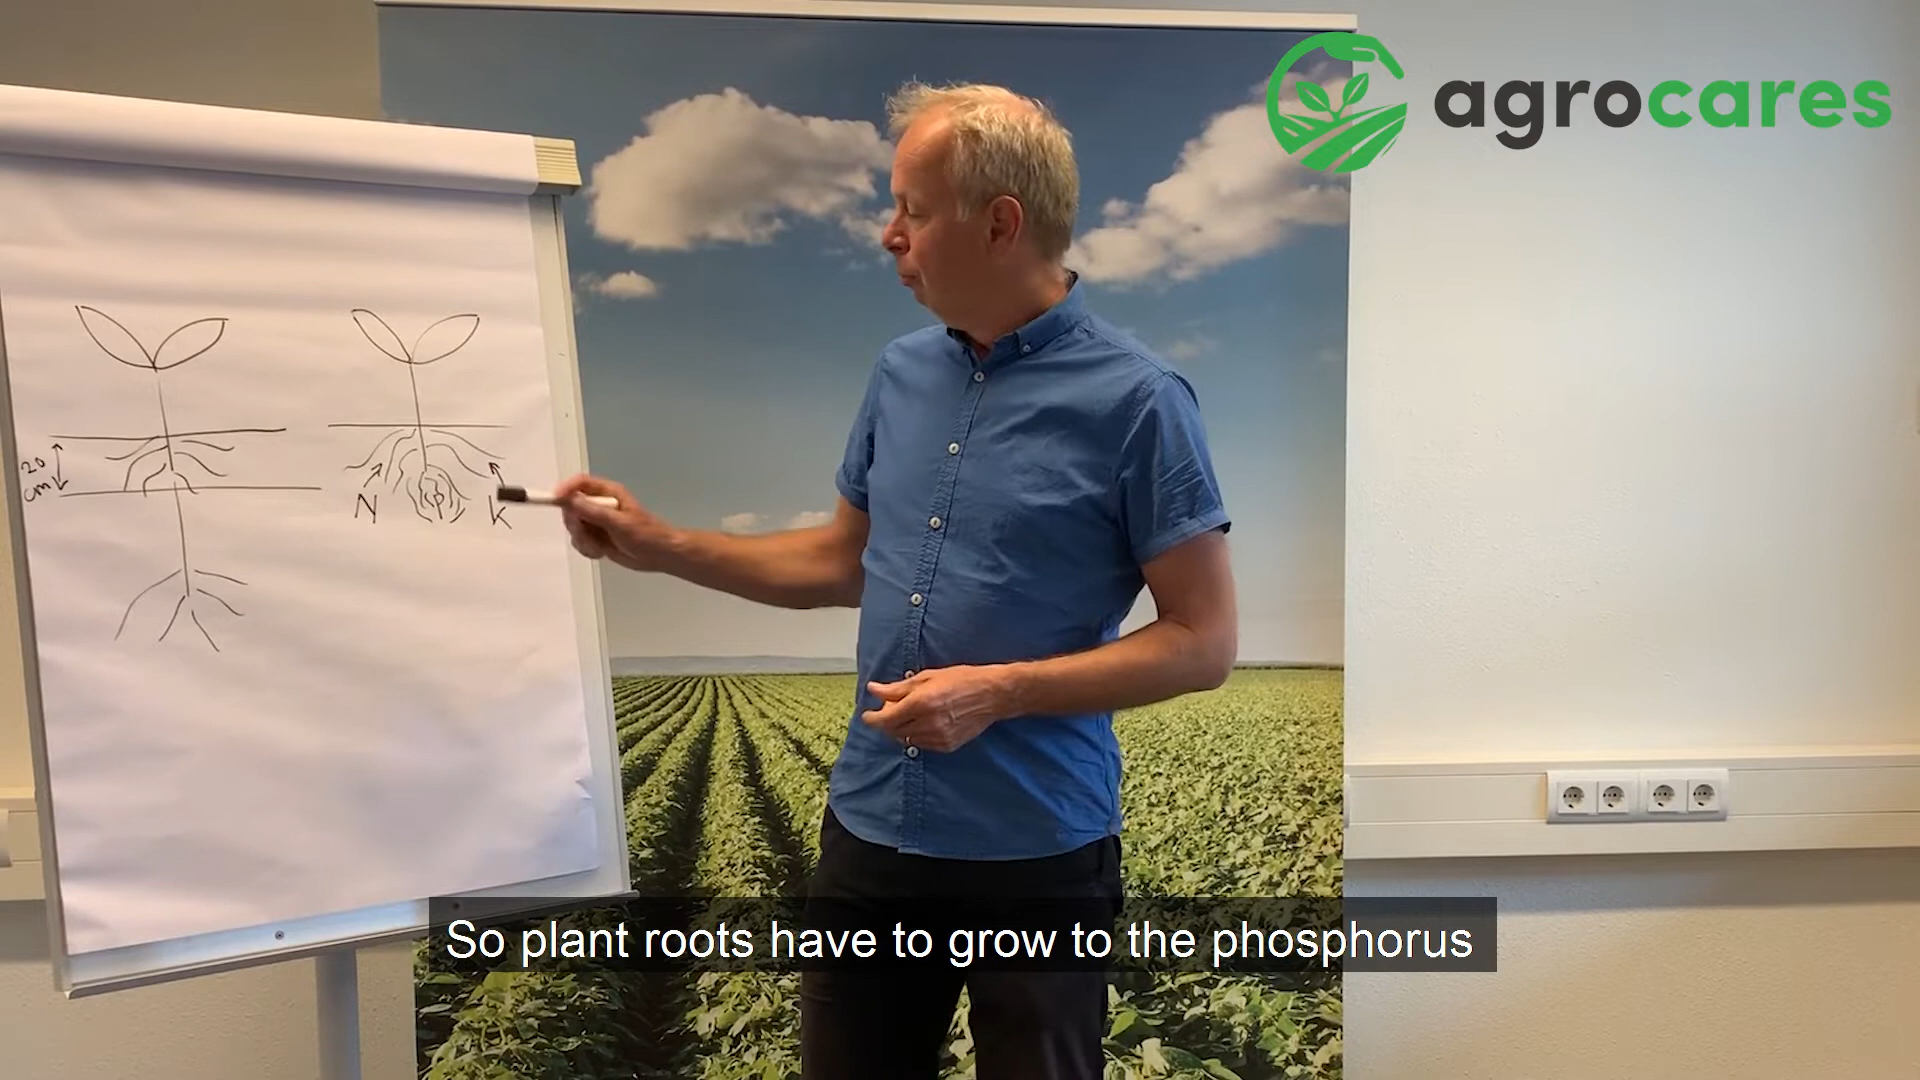 agrocares
20
cm
N
P
K
So plant roots have to grow to the phosphorus